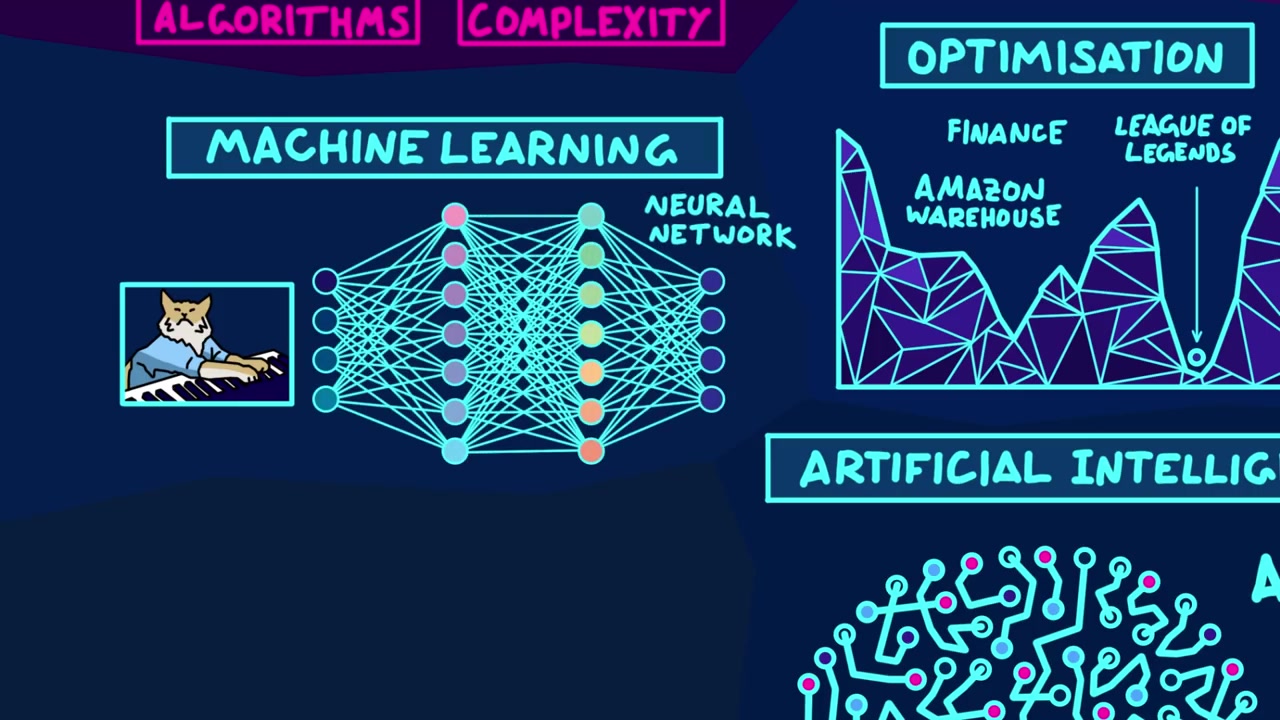 ALGORITHMS
COMPLEXITY
OPTIMISATION
MACHINE LEARNING
FINANCE
LEAGUE OF
LEGENDS
AMAZON
WAREHOUSE
NEURAL
NETWORK
ARTIFICIAL INTELLIG
A